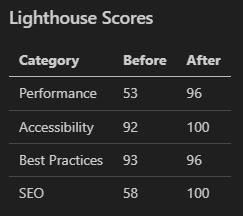 Lighthouse Scores
Category Before After
Performance 53 96
Accessibility 92 100
Best Practices 93 96
SEO 58 100